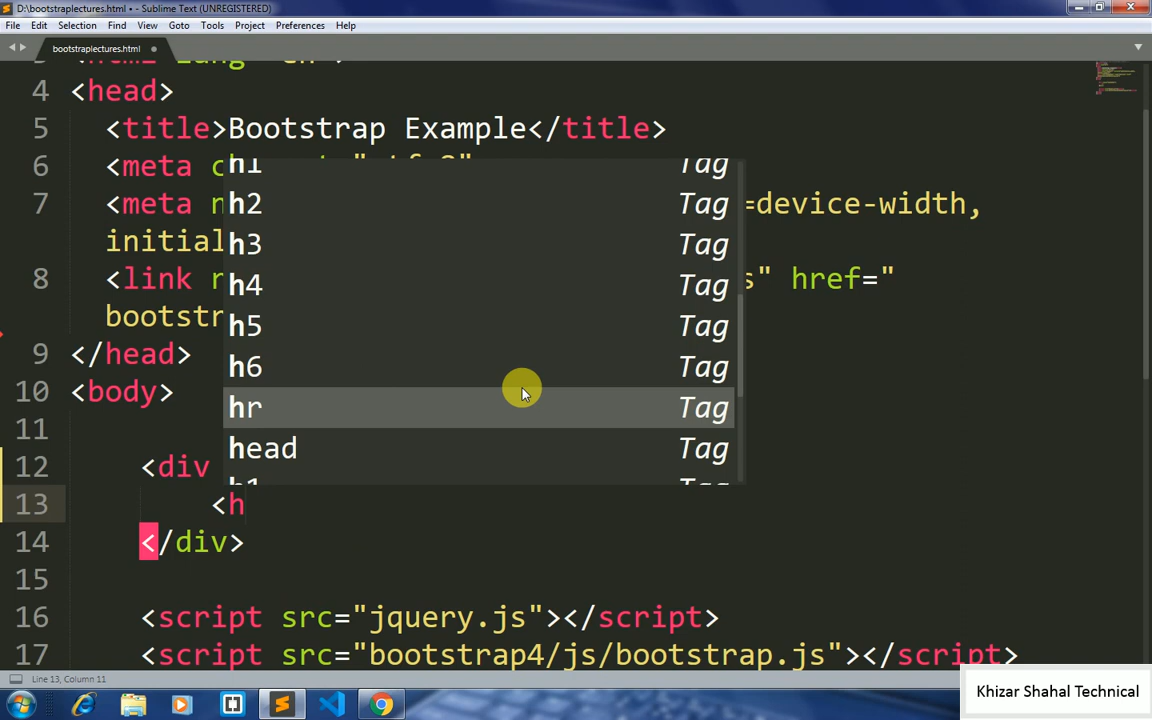 D:\bootstraplectures.html • - Sublime Text (UNREGISTERED)
File Edit Selection Find View Goto Tools Project Preferences Help
bootstraplectures.html
4 <head>
5 <title>Bootstrap Example</title>
6 <meta
7 <meta =device-width,
initial
8 <link s" href="
bootstr
9 </head>
10 <body>
11
12 <div
13 <h
14 </div>
15
16 <script src="jquery.js"></script>
17 <script src="bootstrap4/js/bootstrap.js"></script>
h1 Tag
h2 Tag
h3 Tag
h4 Tag
h5 Tag
h6 Tag
hr Tag
head Tag
h1 Tag
Line 13, Column 11
Khizar Shahal Technical